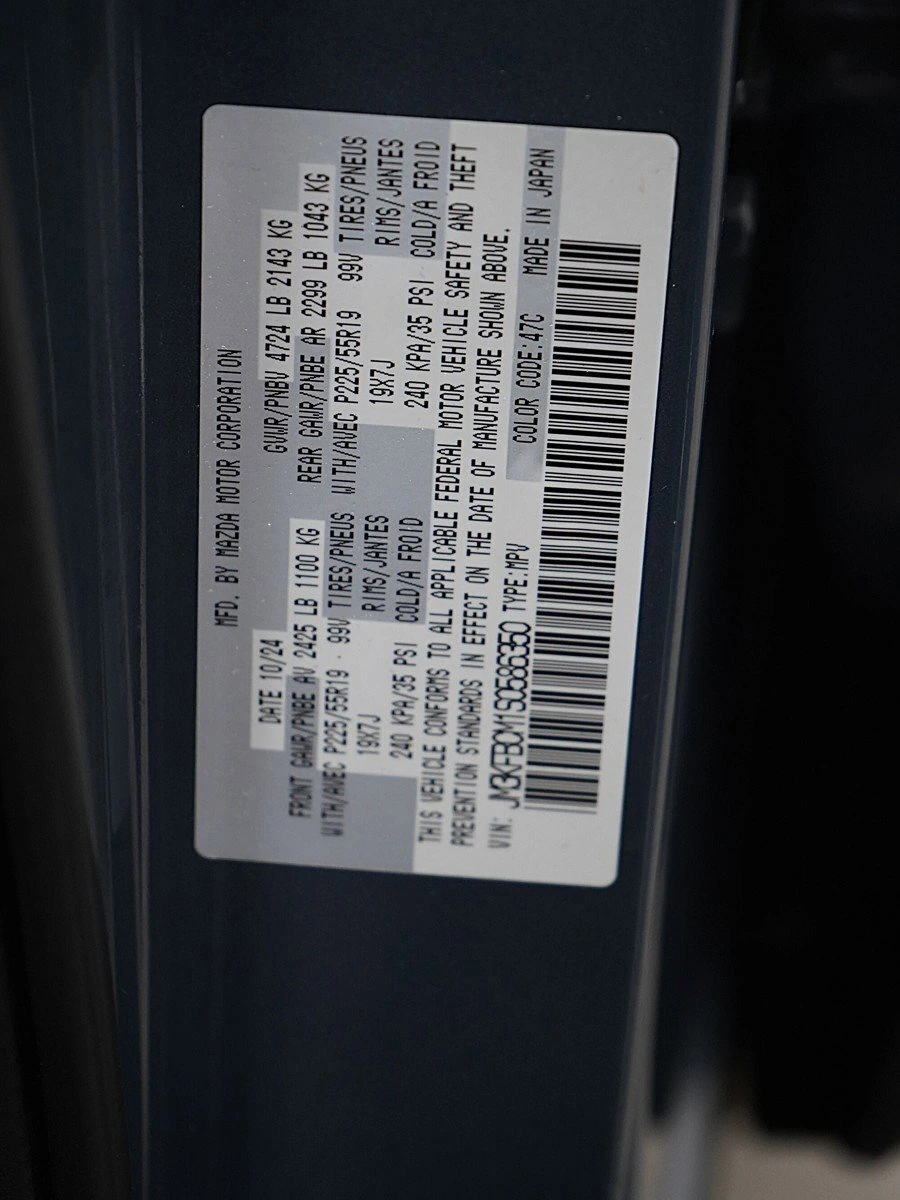 MFD. BY MAZDA MOTOR CORPORATION
DATE 10/24 GVWR/PNBV 4724 LB 2143 KG
FRONT GAWR/PNBE AV 2425 LB 1100 KG REAR GAWR/PNBE AR 2299 LB 1043 KG
WITH/AVEC P225/55R19 99V TIRES/PNEUS WITH/AVEC P225/55R19 99V TIRES/PNEUS
19X7J RIMS/JANTES 19X7J RIMS/JANTES
240 KPA/35 PSI COLD/A FROID 240 KPA/35 PSI COLD/A FROID
THIS VEHICLE CONFORMS TO ALL APPLICABLE FEDERAL MOTOR VEHICLE SAFETY AND THEFT
PREVENTION STANDARDS IN EFFECT ON THE DATE OF MANUFACTURE SHOWN ABOVE.
VIN: JM3KFBCM1S0586350 TYPE:MPV COLOR CODE:47C MADE IN JAPAN